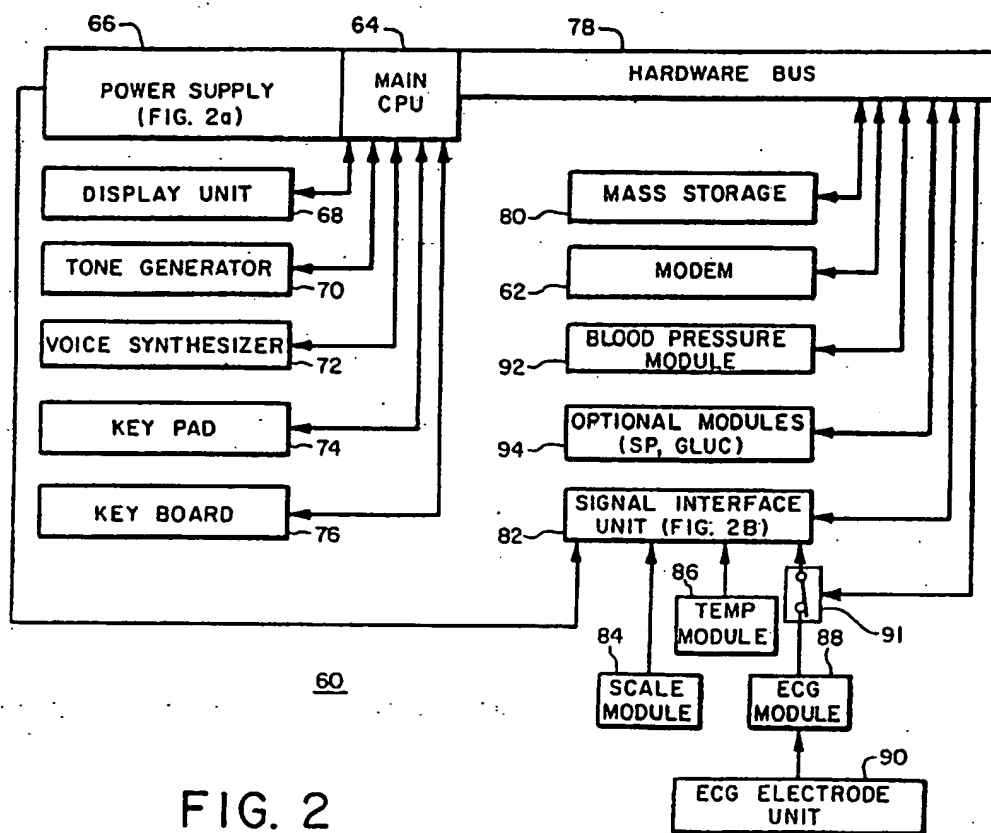 66
64
78
POWER SUPPLY
(FIG. 2a)
MAIN
CPU
HARDWARE BUS
DISPLAY UNIT
68
TONE GENERATOR
70
VOICE SYNTHESIZER
72
KEY PAD
74
KEY BOARD
76
MASS STORAGE
80
MODEM
62
BLOOD PRESSURE
MODULE
92
OPTIONAL MODULES
(SP, GLUC)
94
SIGNAL INTERFACE
UNIT (FIG. 2B)
82
86
TEMP
MODULE
91
84
SCALE
MODULE
88
ECG
MODULE
60
90
ECG ELECTRODE
UNIT
FIG. 2